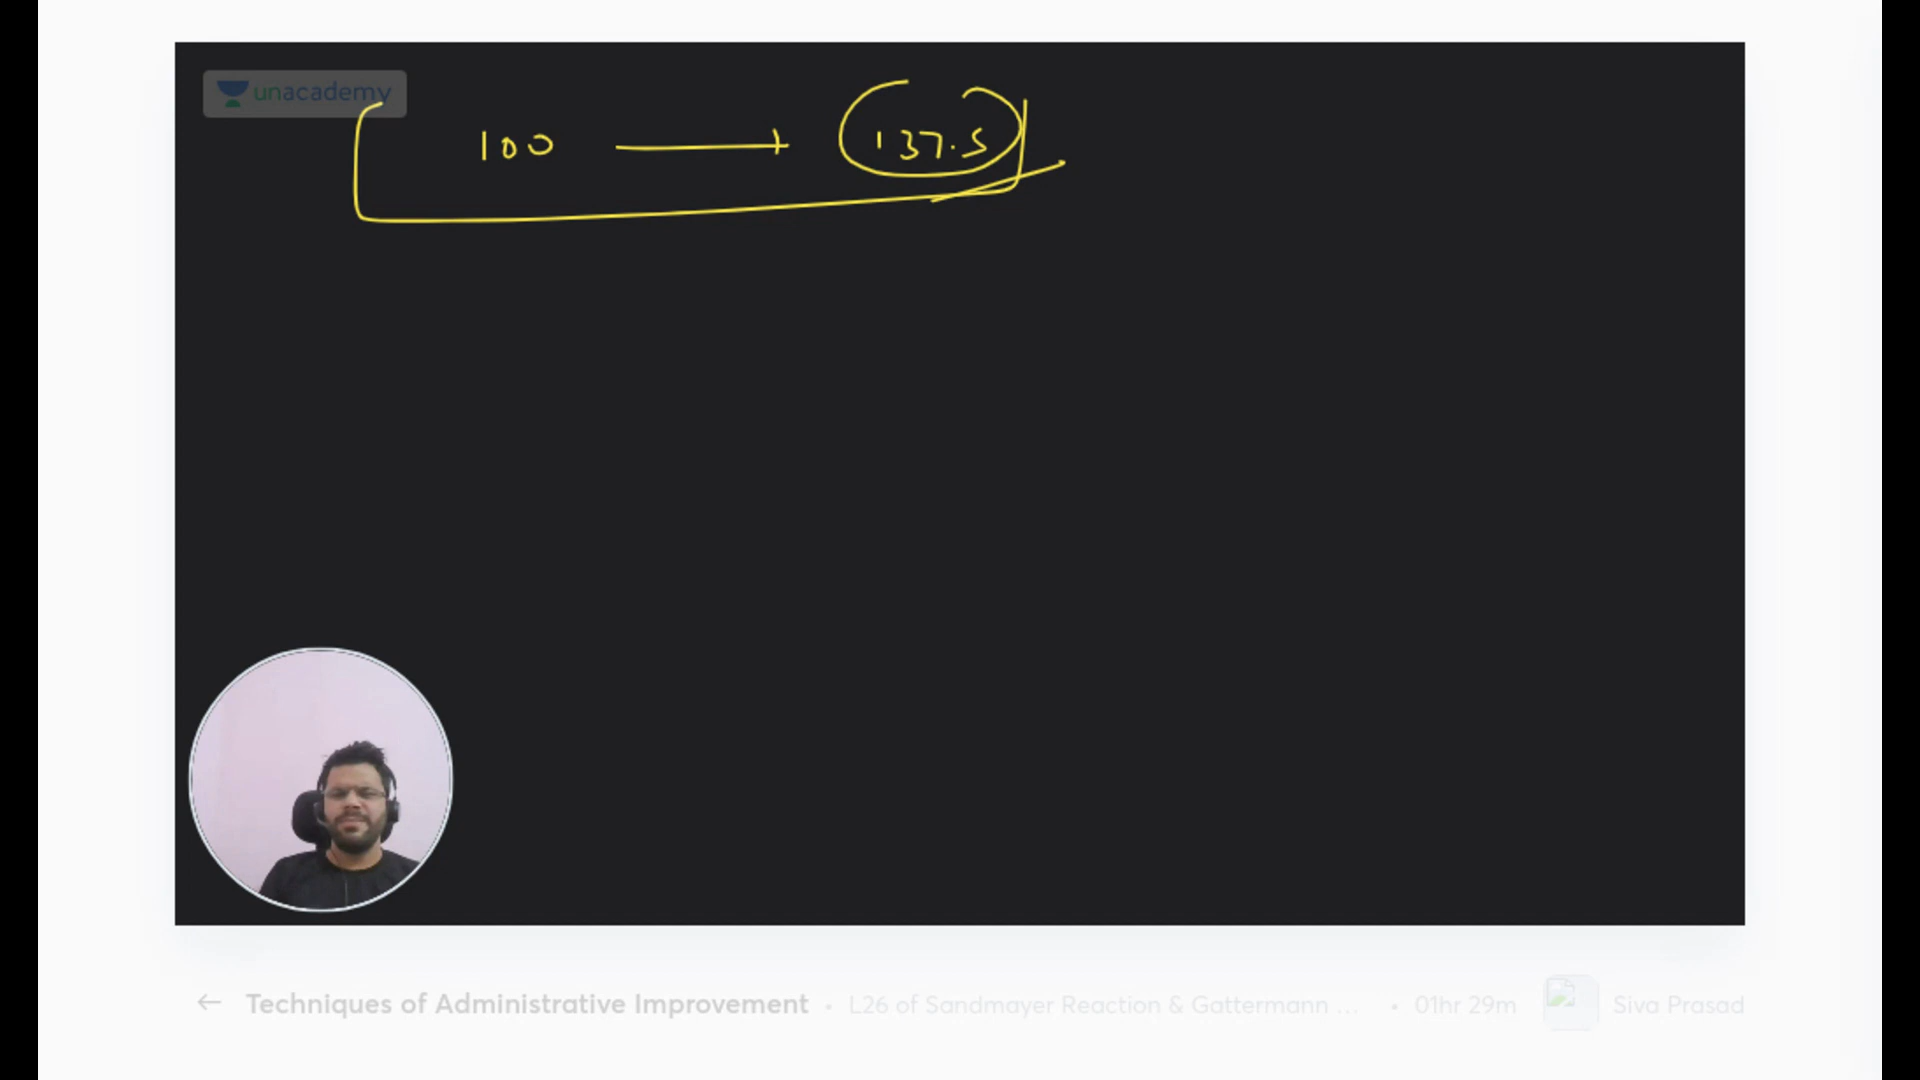 unacademy
100 → 137.5
← Techniques of Administrative Improvement • L26 of Sandmayer Reaction & Gattermann ... • 01hr 29m Siva Prasad